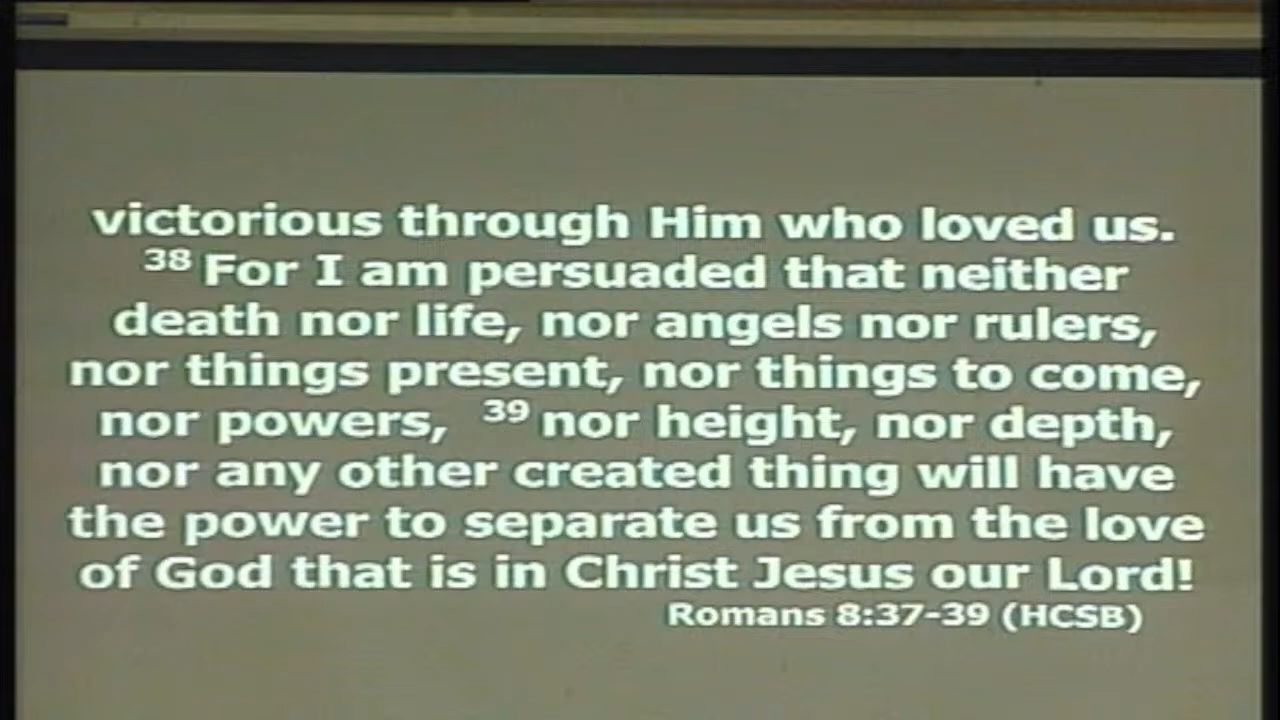 victorious through Him who loved us.
38 For I am persuaded that neither
death nor life, nor angels nor rulers,
nor things present, nor things to come,
nor powers, 39 nor height, nor depth,
nor any other created thing will have
the power to separate us from the love
of God that is in Christ Jesus our Lord!
Romans 8:37-39 (HCSB)